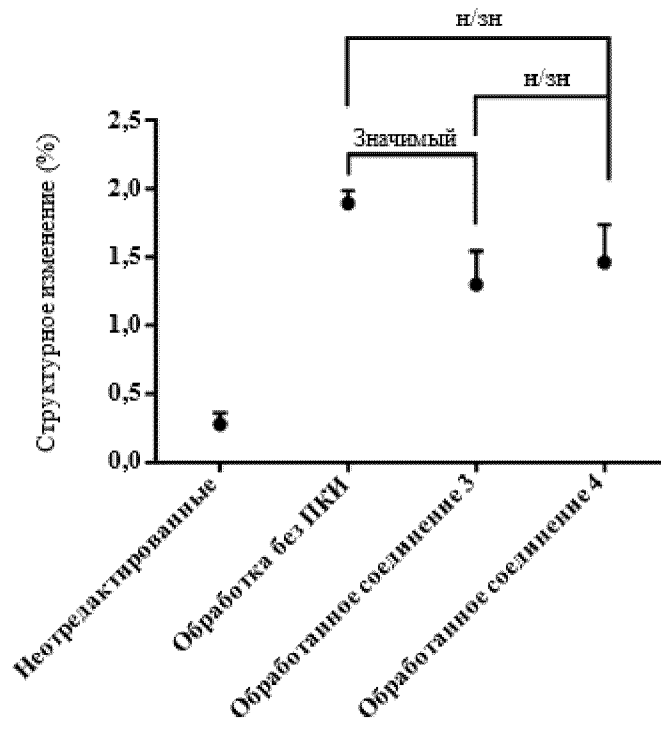 н/зн
н/зн
Значимый
Структурное изменение (%)
2,5
2,0
1,5
1,0
0,5
0,0
Неотредактированные
Обработка без ПКИ
Обработанное соединение 3
Обработанное соединение 4